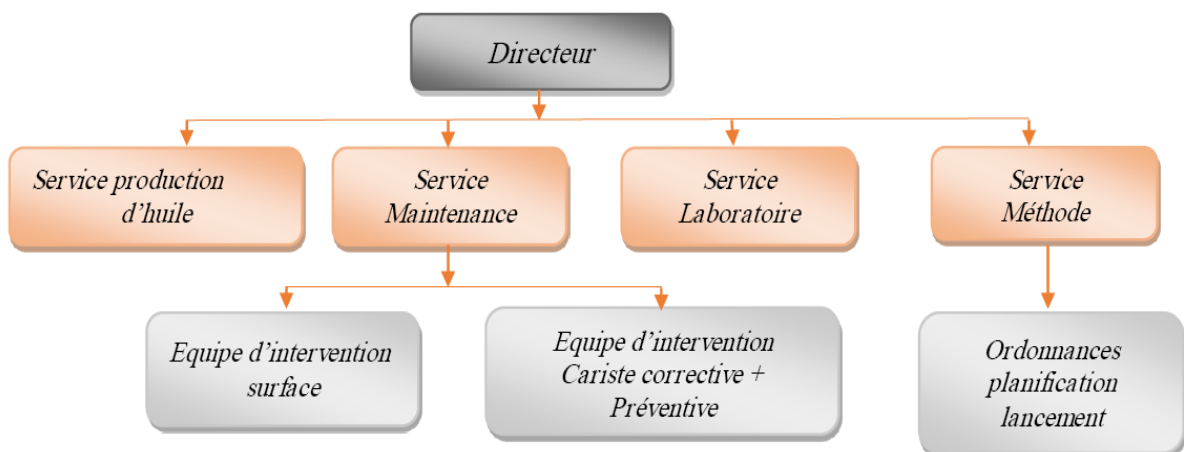 Directeur
Service production
d’huile
Service
Maintenance
Service
Laboratoire
Service
Méthode
Equipe d’intervention
surface
Equipe d’intervention
Cariste corrective +
Préventive
Ordonnances
planification
lancement